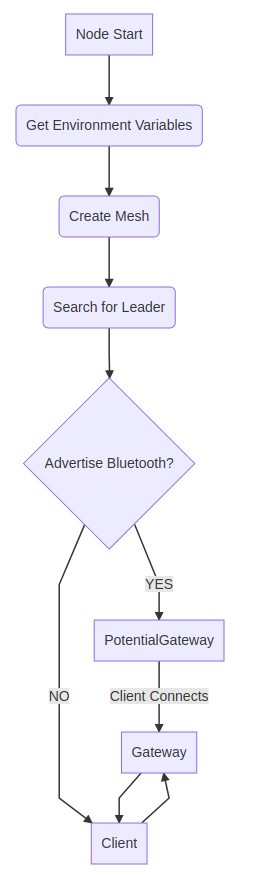 Node Start
Get Environment Variables
Create Mesh
Search for Leader
Advertise Bluetooth?
YES
PotentialGateway
NO
Client Connects
Gateway
Client